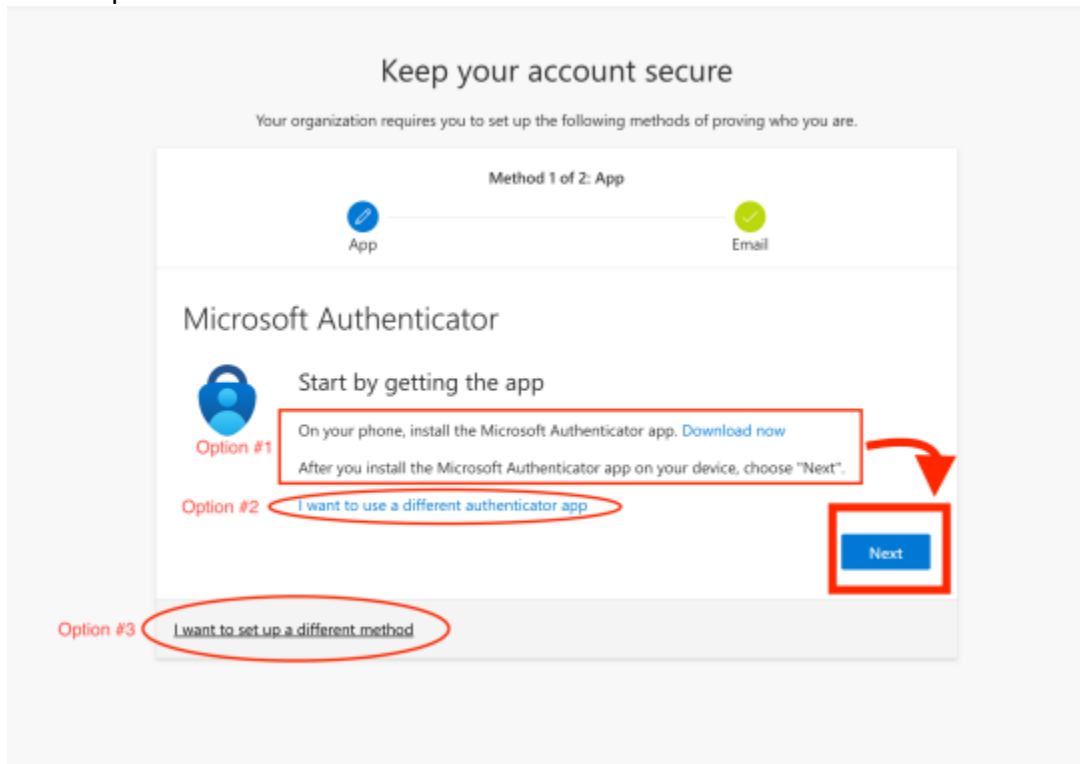 Keep your account secure
Your organization requires you to set up the following methods of proving who you are.
Method 1 of 2: App
App
Email
Microsoft Authenticator
Start by getting the app
On your phone, install the Microsoft Authenticator app. Download now
Option #1
After you install the Microsoft Authenticator app on your device, choose "Next".
Option #2 I want to use a different authenticator app
Next
Option #3 I want to set up a different method